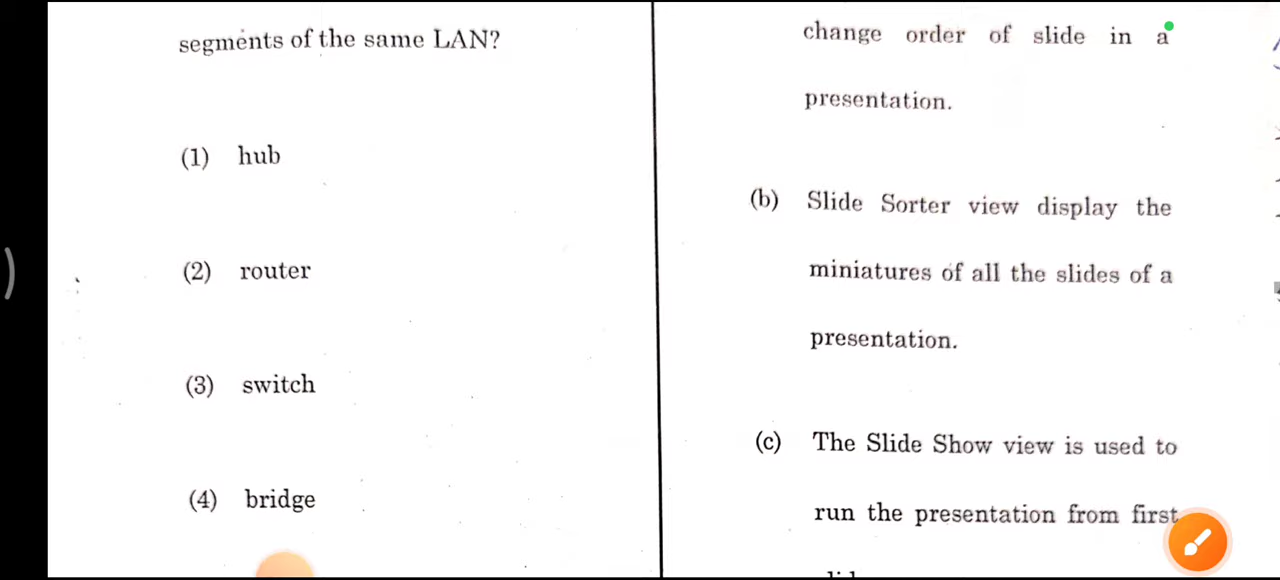 segments of the same LAN?
(1) hub
(2) router
(3) switch
(4) bridge
change order of slide in a
presentation.
(b) Slide Sorter view display the
miniatures of all the slides of a
presentation.
(c) The Slide Show view is used to
run the presentation from first